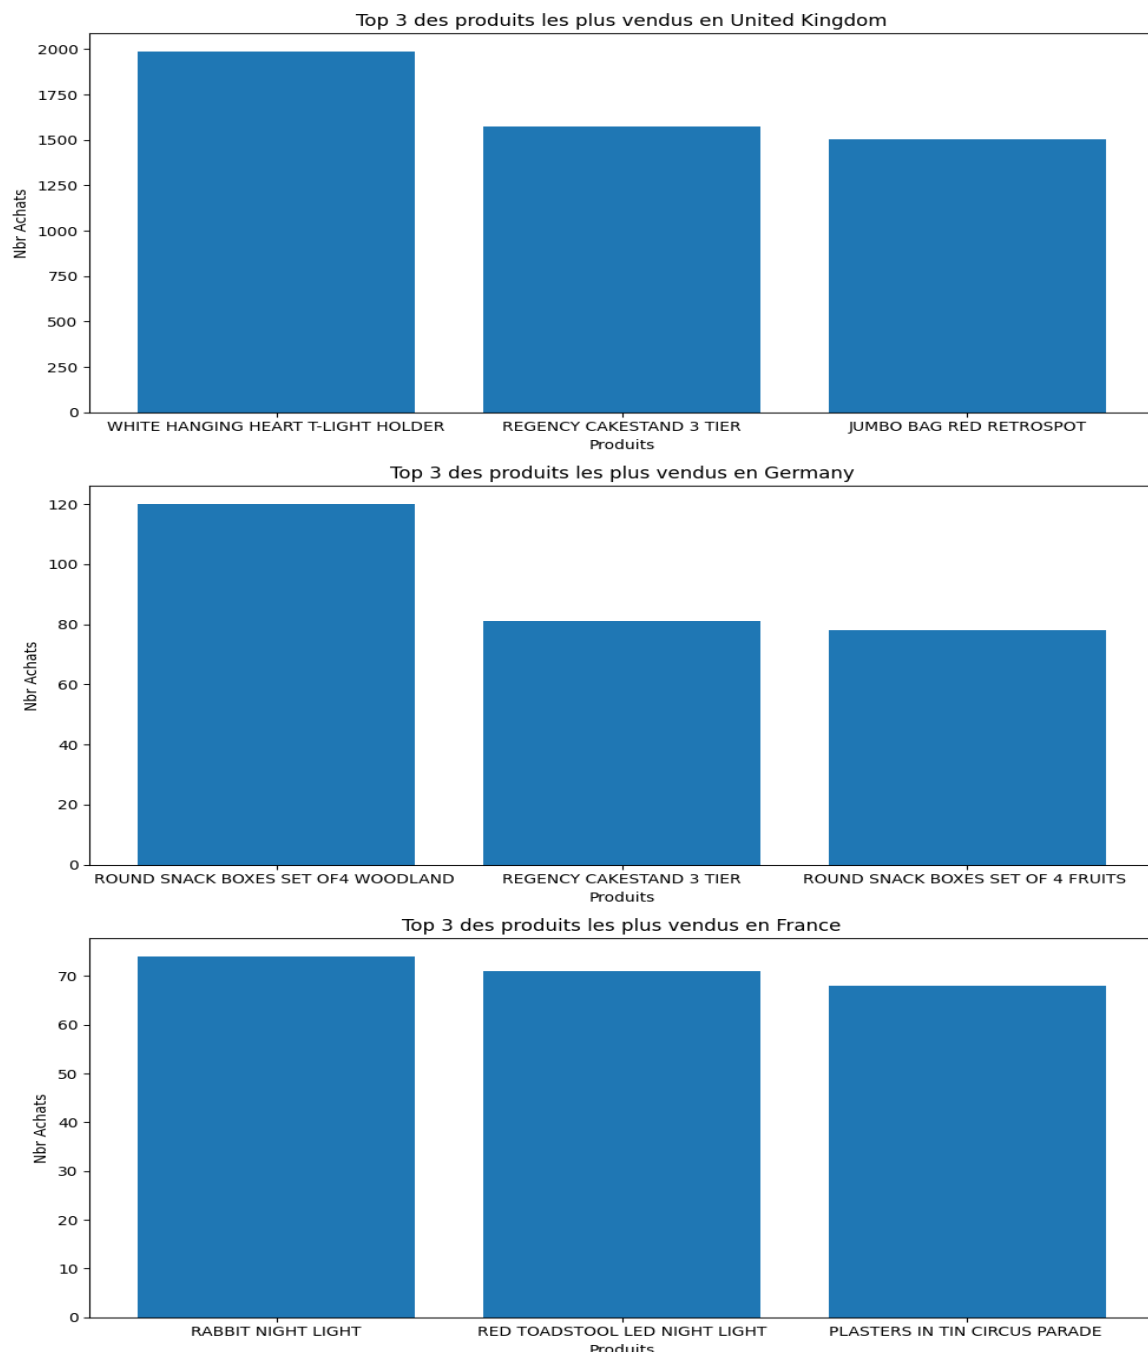 Top 3 des produits les plus vendus en United Kingdom
2000
1750
1500
1250
1000
750
500
250
0
Nbr Achats
WHITE HANGING HEART T-LIGHT HOLDER REGENCY CAKESTAND 3 TIER JUMBO BAG RED RETROSPOT
Produits
Top 3 des produits les plus vendus en Germany
120
100
80
60
40
20
0
Nbr Achats
ROUND SNACK BOXES SET OF4 WOODLAND REGENCY CAKESTAND 3 TIER ROUND SNACK BOXES SET OF 4 FRUITS
Produits
Top 3 des produits les plus vendus en France
70
60
50
40
30
20
10
0
Nbr Achats
RABBIT NIGHT LIGHT RED TOADSTOOL LED NIGHT LIGHT PLASTERS IN TIN CIRCUS PARADE
Produits